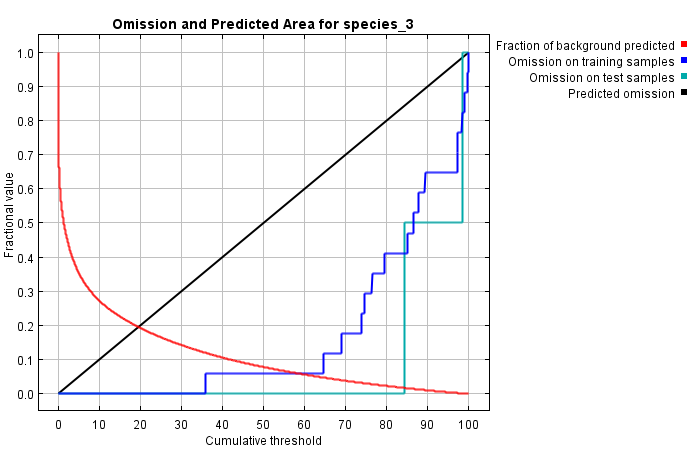 Omission and Predicted Area for species_3
Fraction of background predicted
Omission on training samples
Omission on test samples
Predicted omission
Fractional value
1.0
0.9
0.8
0.7
0.6
0.5
0.4
0.3
0.2
0.1
0.0
0 10 20 30 40 50 60 70 80 90 100
Cumulative threshold